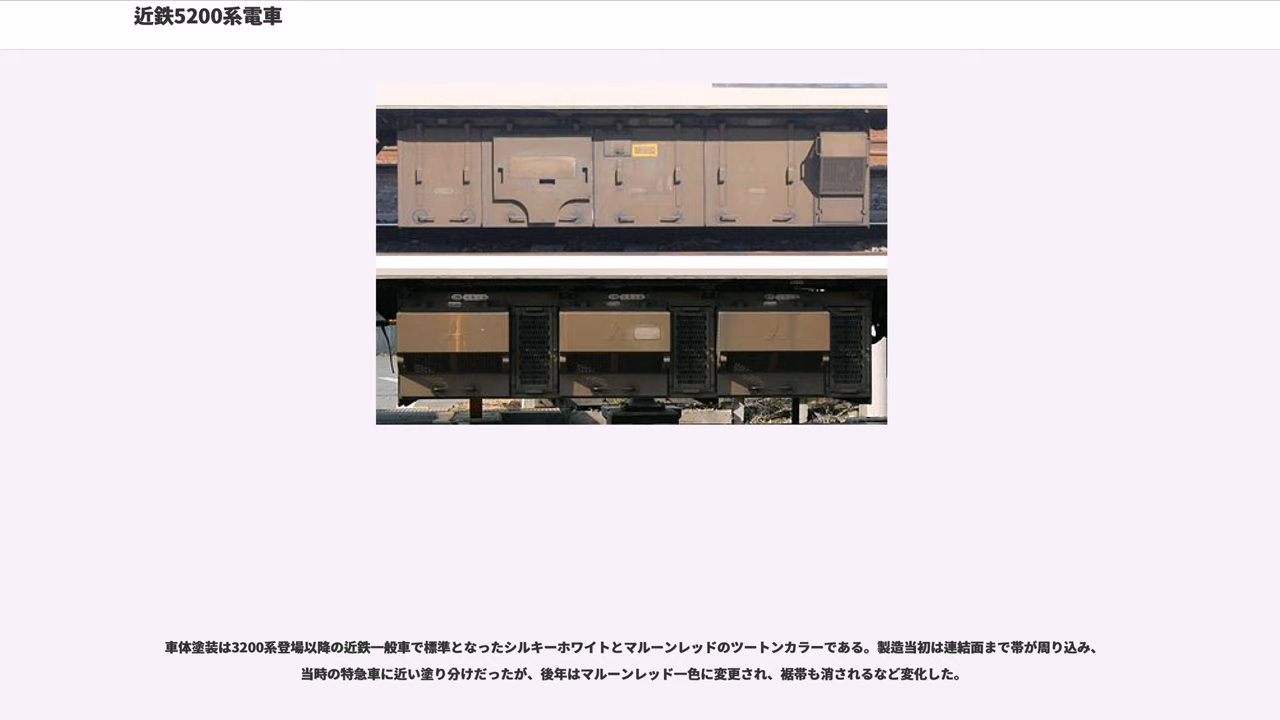 近鉄5200系電車
車体塗装は3200系登場以降の近鉄一般車で標準となったシルキーホワイトとマルーンレッドのツートンカラーである。製造当初は連結面まで帯が周り込み、
当時の特急車に近い塗り分けだったが、後年はマルーンレッド一色に変更され、裾帯も消されるなど変化した。